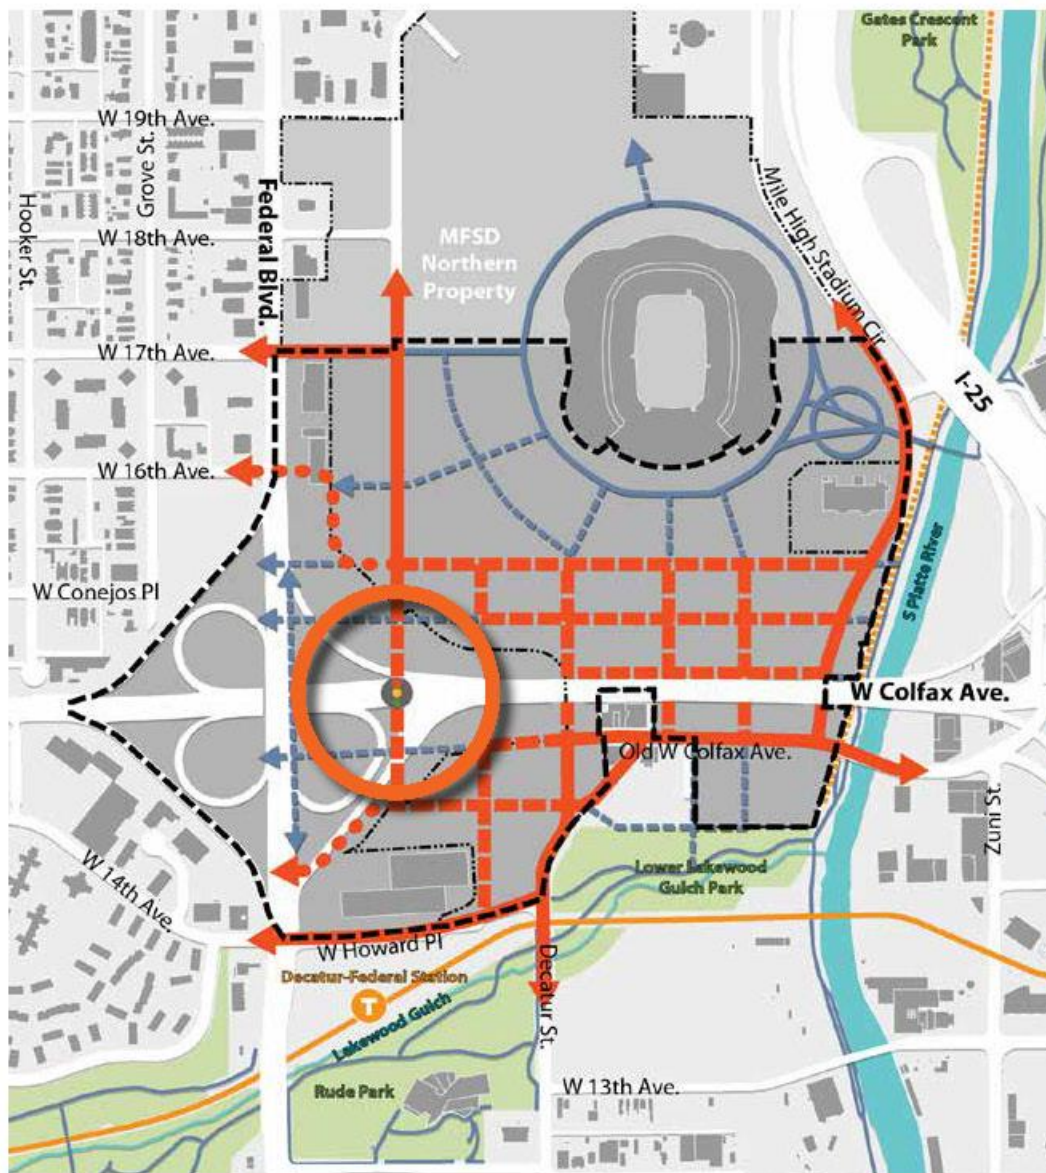 Gates Crescent
Park
W 19th Ave.
Grove St.
Hooker St.
Federal Blvd.
Mile High Stadium Cir
W 18th Ave.
MFSD
Northern
Property
W 17th Ave.
I-25
W 16th Ave.
S Platte River
W Conejos Pl
W Colfax Ave.
Old W Colfax Ave.
Zuni St.
W 14th Ave.
Lower Lakewood
Gulch Park
W Howard Pl
Decatur-Federal Station
T
Lakewood Gulch
Decatur St.
Rude Park
W 13th Ave.